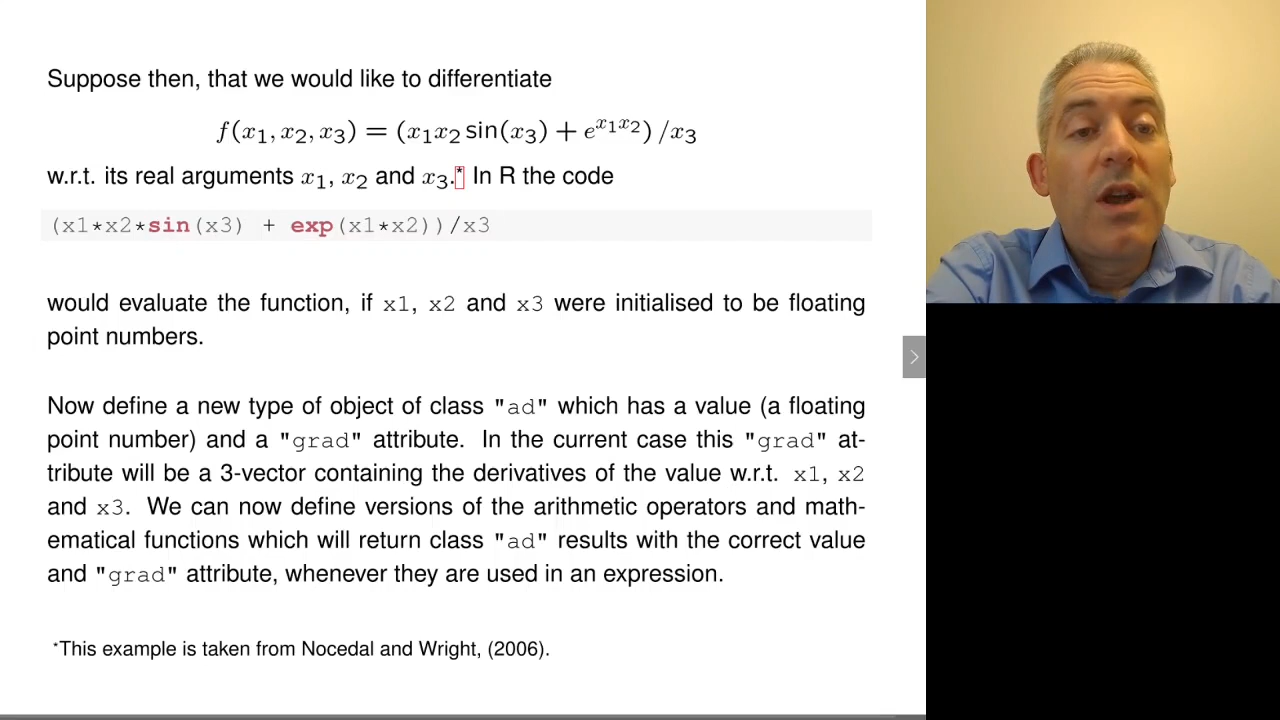 Suppose then, that we would like to differentiate
f(x₁, x₂, x₃) = (x₁x₂ sin(x₃) + e^{x₁x₂}) /x₃
w.r.t. its real arguments x₁, x₂ and x₃.* In R the code
(x1*x2*sin(x3) + exp(x1*x2))/x3
would evaluate the function, if x1, x2 and x3 were initialised to be floating
point numbers.
Now define a new type of object of class "ad" which has a value (a floating
point number) and a "grad" attribute. In the current case this "grad" at-
tribute will be a 3-vector containing the derivatives of the value w.r.t. x1, x2
and x3. We can now define versions of the arithmetic operators and math-
ematical functions which will return class "ad" results with the correct value
and "grad" attribute, whenever they are used in an expression.
*This example is taken from Nocedal and Wright, (2006).